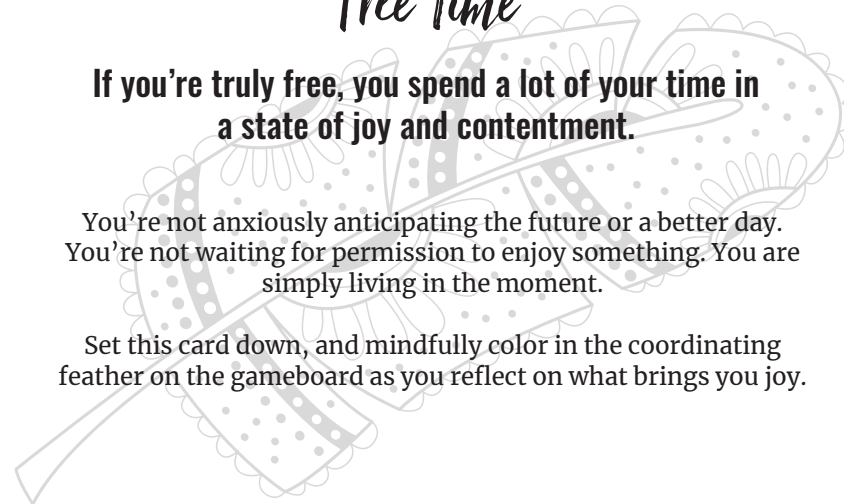 Free Time
If you’re truly free, you spend a lot of your time in
a state of joy and contentment.
You’re not anxiously anticipating the future or a better day.
You’re not waiting for permission to enjoy something. You are
simply living in the moment.
Set this card down, and mindfully color in the coordinating
feather on the gameboard as you reflect on what brings you joy.